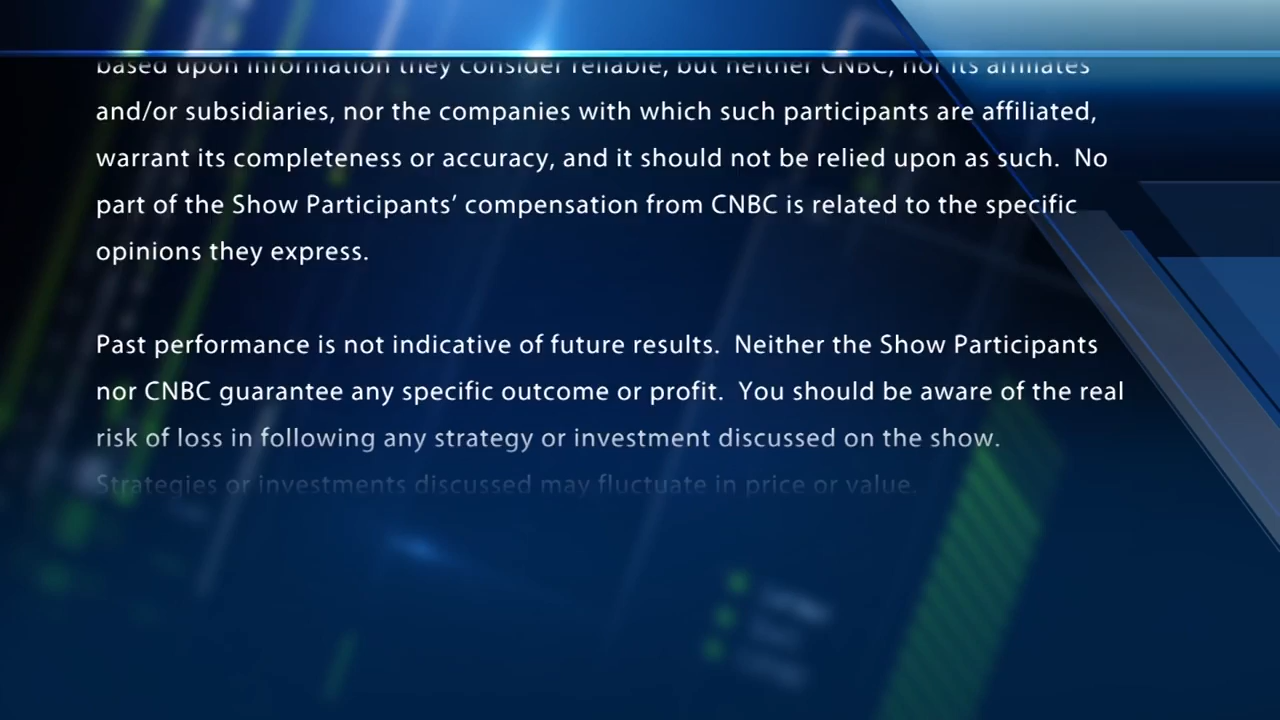 based upon information they consider reliable, but neither CNBC, nor its affiliates
and/or subsidiaries, nor the companies with which such participants are affiliated,
warrant its completeness or accuracy, and it should not be relied upon as such.  No
part of the Show Participants’ compensation from CNBC is related to the specific
opinions they express.
Past performance is not indicative of future results.  Neither the Show Participants
nor CNBC guarantee any specific outcome or profit.  You should be aware of the real
risk of loss in following any strategy or investment discussed on the show.
Strategies or investments discussed may fluctuate in price or value.